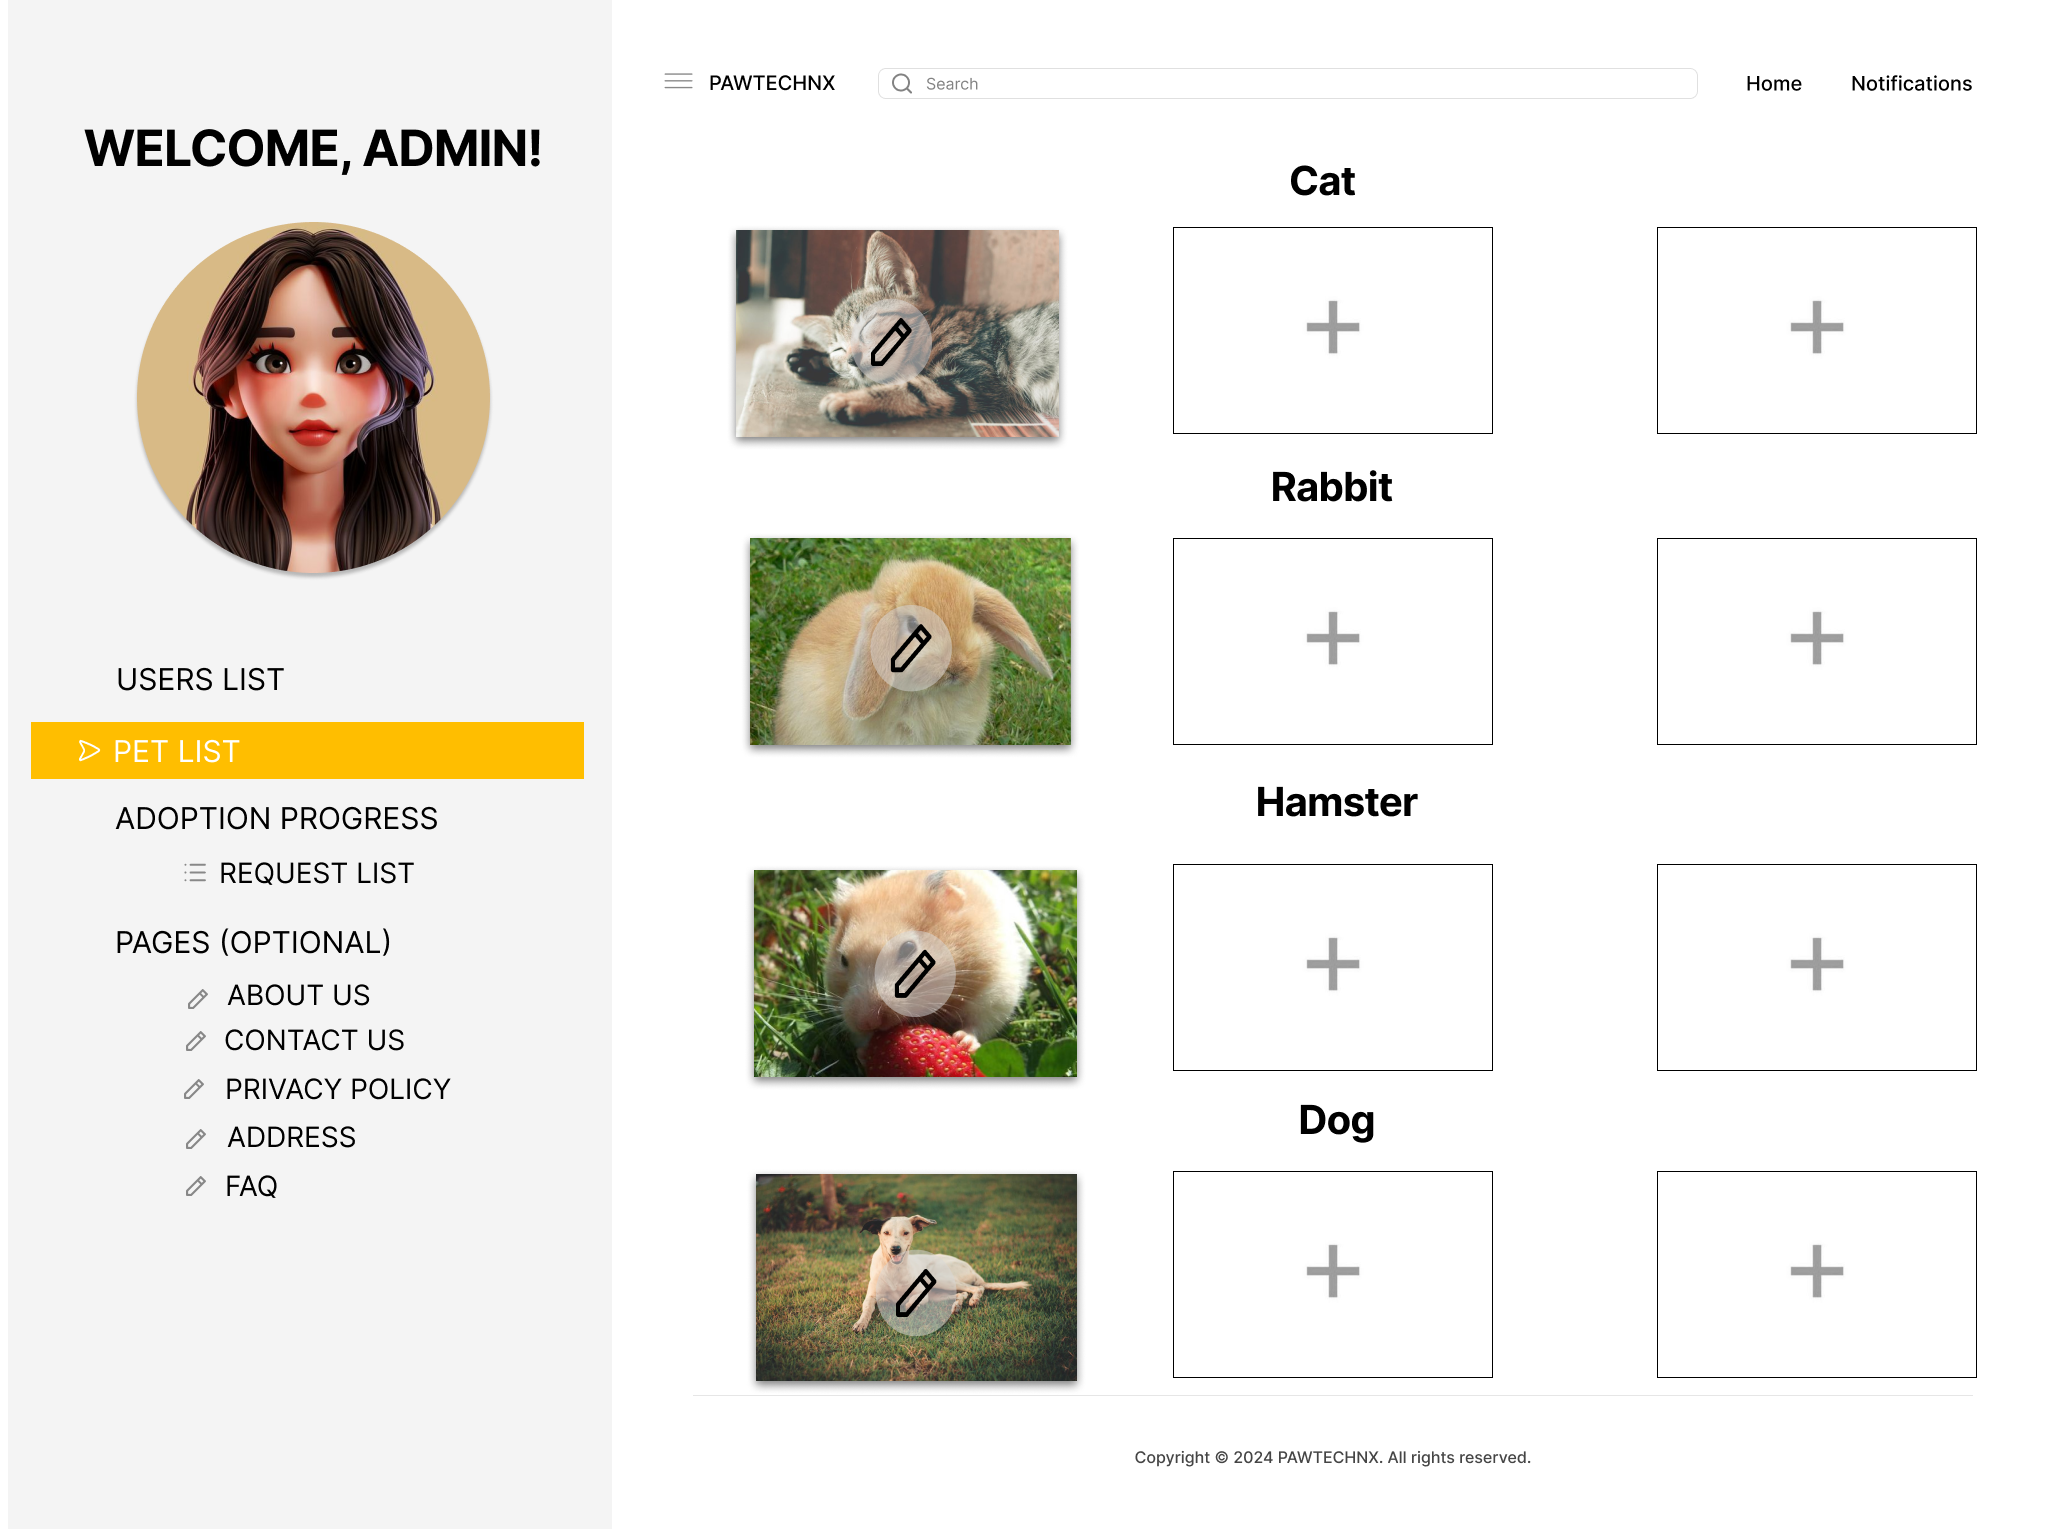 WELCOME, ADMIN!
USERS LIST
PET LIST
ADOPTION PROGRESS
REQUEST LIST
PAGES (OPTIONAL)
ABOUT US
CONTACT US
PRIVACY POLICY
ADDRESS
FAQ
PAWTECHNX
Search
Home
Notifications
Cat
Rabbit
Hamster
Dog
Copyright © 2024 PAWTECHNX. All rights reserved.